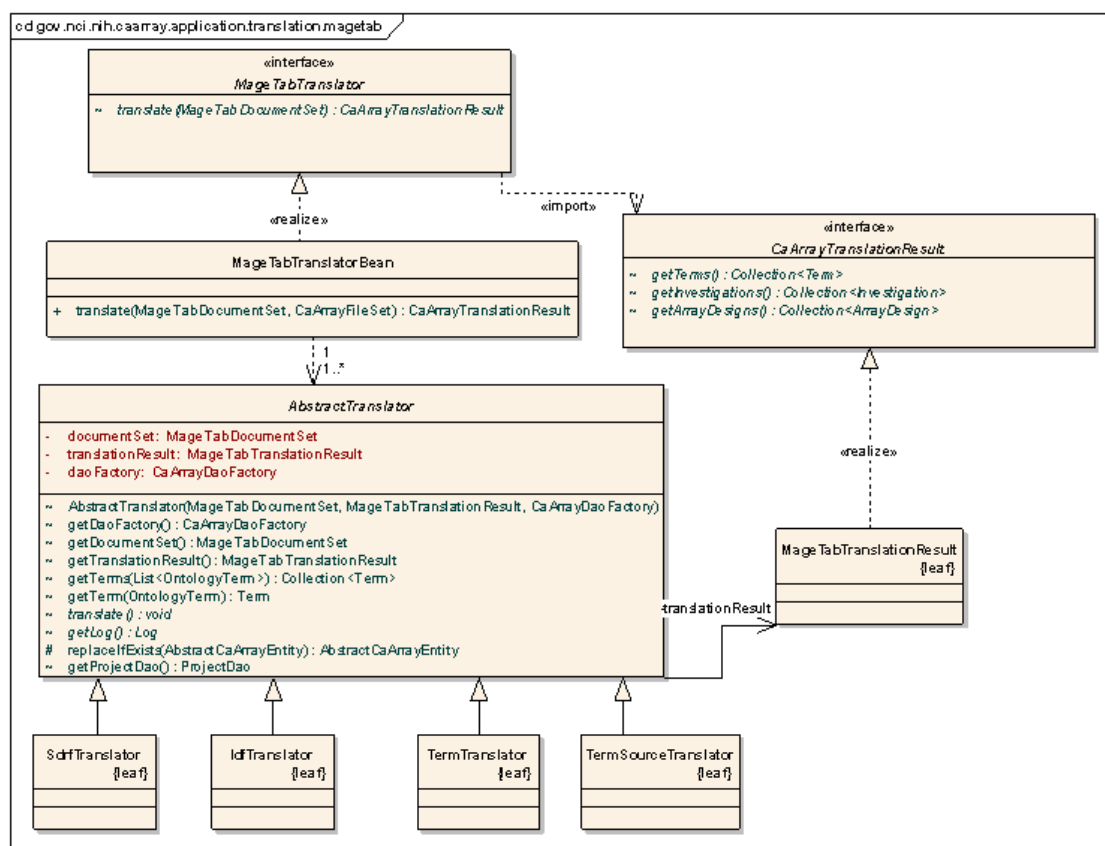 cd gov.nci.nih.caarray.application.translation.magetab
«interface»
MageTabTranslator
~ translate(MageTabDocumentSet) : CaArrayTranslationResult
«realize»
«import»
«interface»
CaArrayTranslationResult
~ getTerms() : Collection<Term>
~ getInvestigations() : Collection<Investigation>
~ getArrayDesigns() : Collection<ArrayDesign>
MageTabTranslatorBean
+ translate(MageTabDocumentSet, CaArrayFileSet) : CaArrayTranslationResult
1
1..*
AbstractTranslator
- documentSet: MageTabDocumentSet
- translationResult: MageTabTranslationResult
- daoFactory: CaArrayDaoFactory
~ AbstractTranslator(MageTabDocumentSet, MageTabTranslationResult, CaArrayDaoFactory)
~ getDaoFactory() : CaArrayDaoFactory
~ getDocumentSet() : MageTabDocumentSet
~ getTranslationResult() : MageTabTranslationResult
~ getTerms(List<OntologyTerm>) : Collection<Term>
~ getTerm(OntologyTerm) : Term
~ translate() : void
~ getLog() : Log
# replaceIfExists(AbstractCaArrayEntity) : AbstractCaArrayEntity
~ getProjectDao() : ProjectDao
«realize»
MageTabTranslationResult
{leaf}
-translationResult
SdrfTranslator
{leaf}
IdfTranslator
{leaf}
TermTranslator
{leaf}
TermSourceTranslator
{leaf}